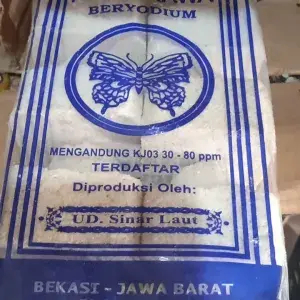 BERYODIUM
MENGANDUNG KJ03 30 - 80 ppm
TERDAFTAR
Diproduksi Oleh:
UD. Sinar Laut
BEKASI - JAWA BARAT